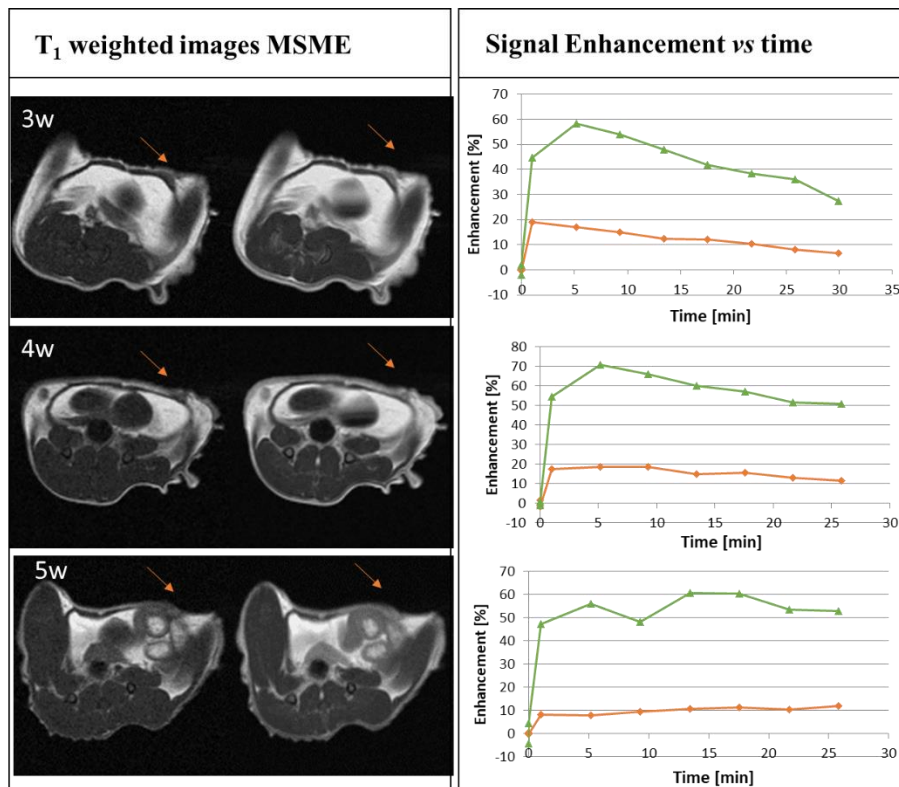 T₁ weighted images MSME
Signal Enhancement vs time
3w
70
60
50
40
30
20
10
0
-10
Enhancement [%]
0 5 10 15 20 25 30 35
Time [min]
4w
80
70
60
50
40
30
20
10
0
-10
Enhancement [%]
0 5 10 15 20 25 30
Time [min]
5w
70
60
50
40
30
20
10
0
-10
Enhancement [%]
0 5 10 15 20 25 30
Time [min]